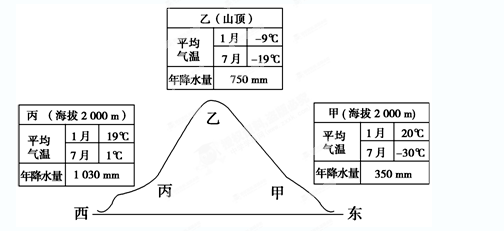 乙（山顶）
平均气温 1月 -9℃
7月 -19℃
年降水量 750 mm
丙（海拔 2 000 m）
平均气温 1月 19℃
7月 1℃
年降水量 1 030 mm
甲（海拔 2 000 m)
平均气温 1月 20℃
7月 -30℃
年降水量 350 mm
乙
丙
甲
西
东